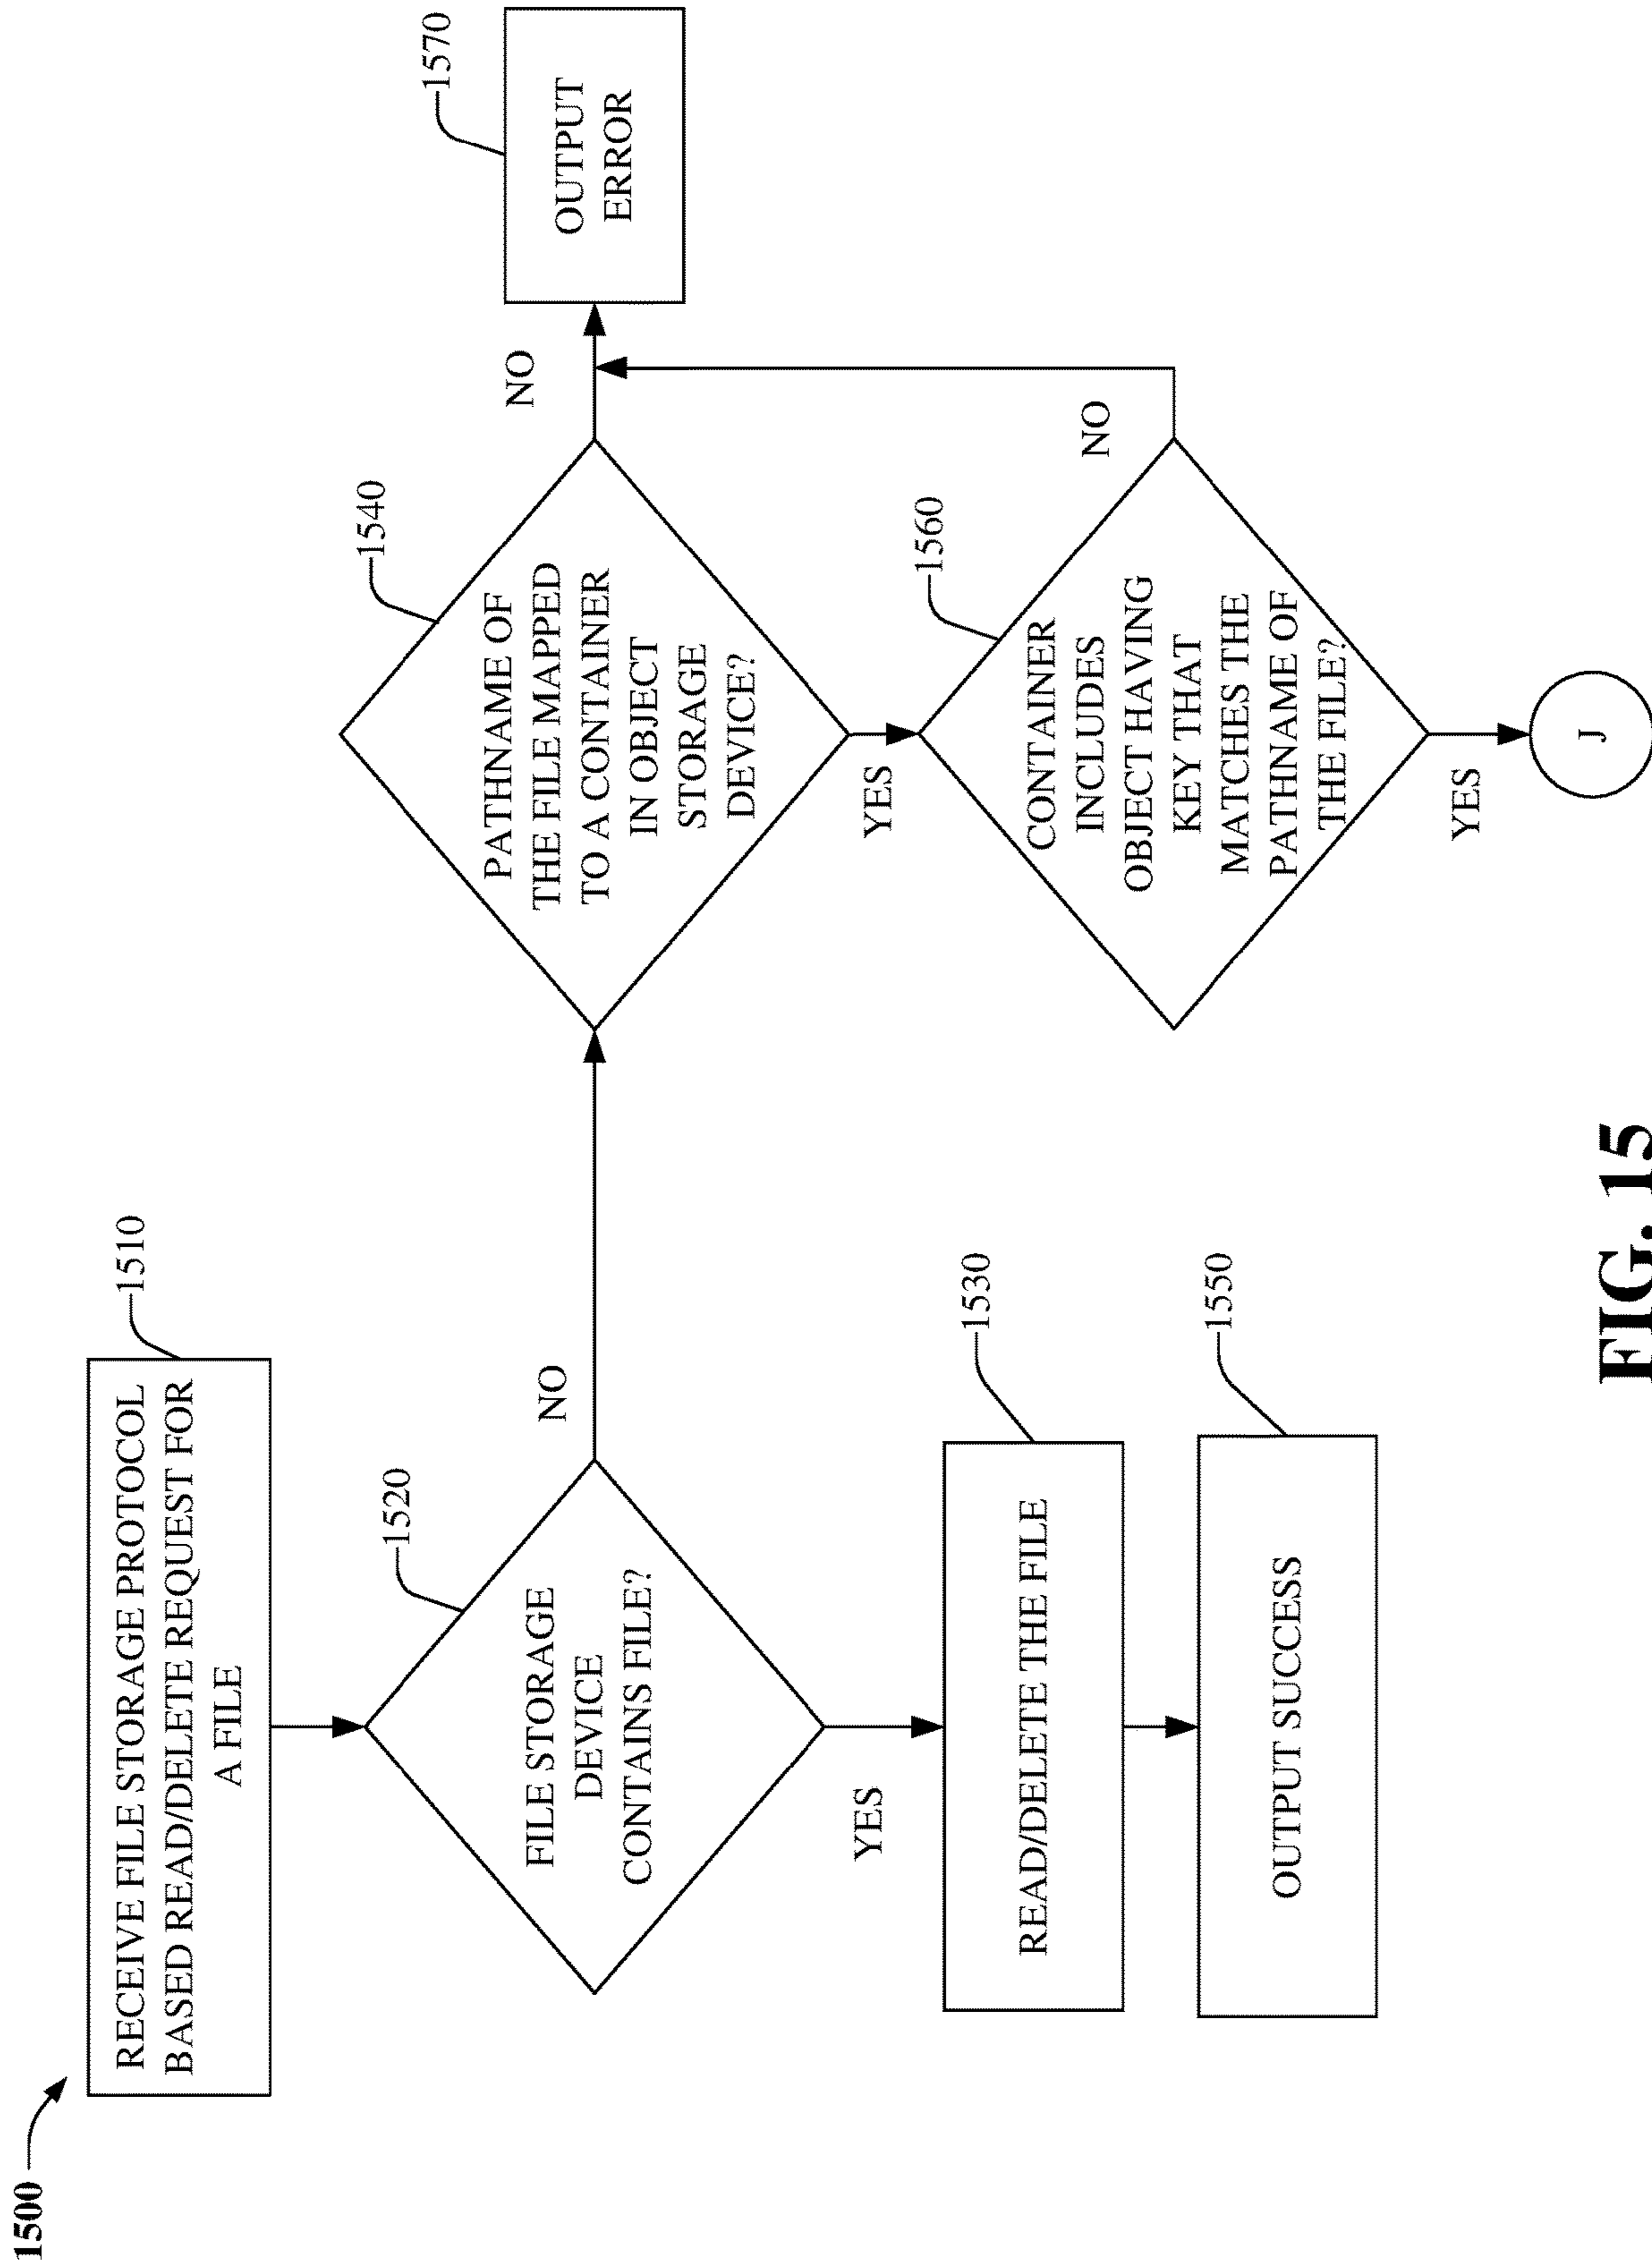 1500
1510
RECEIVE FILE STORAGE PROTOCOL
BASED READ/DELETE REQUEST FOR
A FILE
1520
FILE STORAGE
DEVICE
CONTAINS FILE?
NO
YES
1530
READ/DELETE THE FILE
1550
OUTPUT SUCCESS
1540
PATHNAME OF
THE FILE MAPPED
TO A CONTAINER
IN OBJECT
STORAGE
DEVICE?
NO
YES
1570
OUTPUT
ERROR
1560
CONTAINER
INCLUDES
OBJECT HAVING
KEY THAT
MATCHES THE
PATHNAME OF
THE FILE?
NO
YES
J
FIG. 15